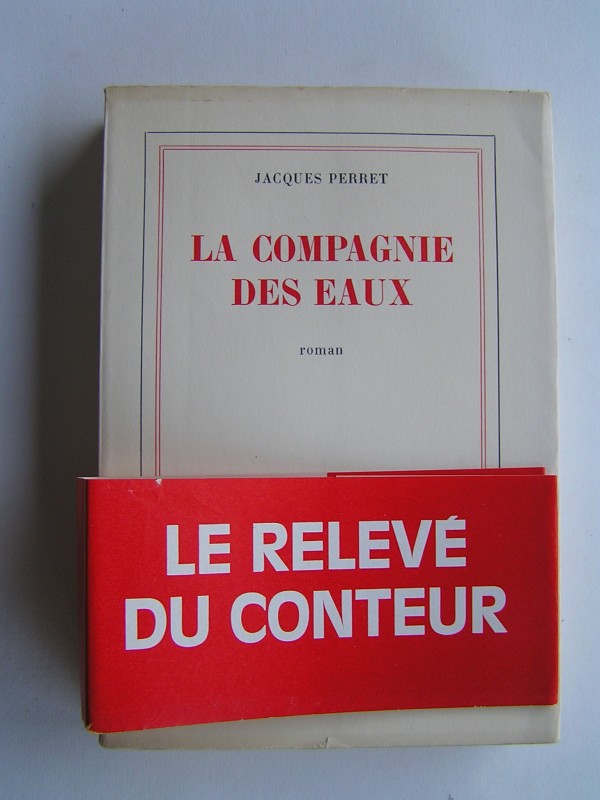 JACQUES PERRET
LA COMPAGNIE
DES EAUX
roman
LE RELEVÉ
DU CONTEUR